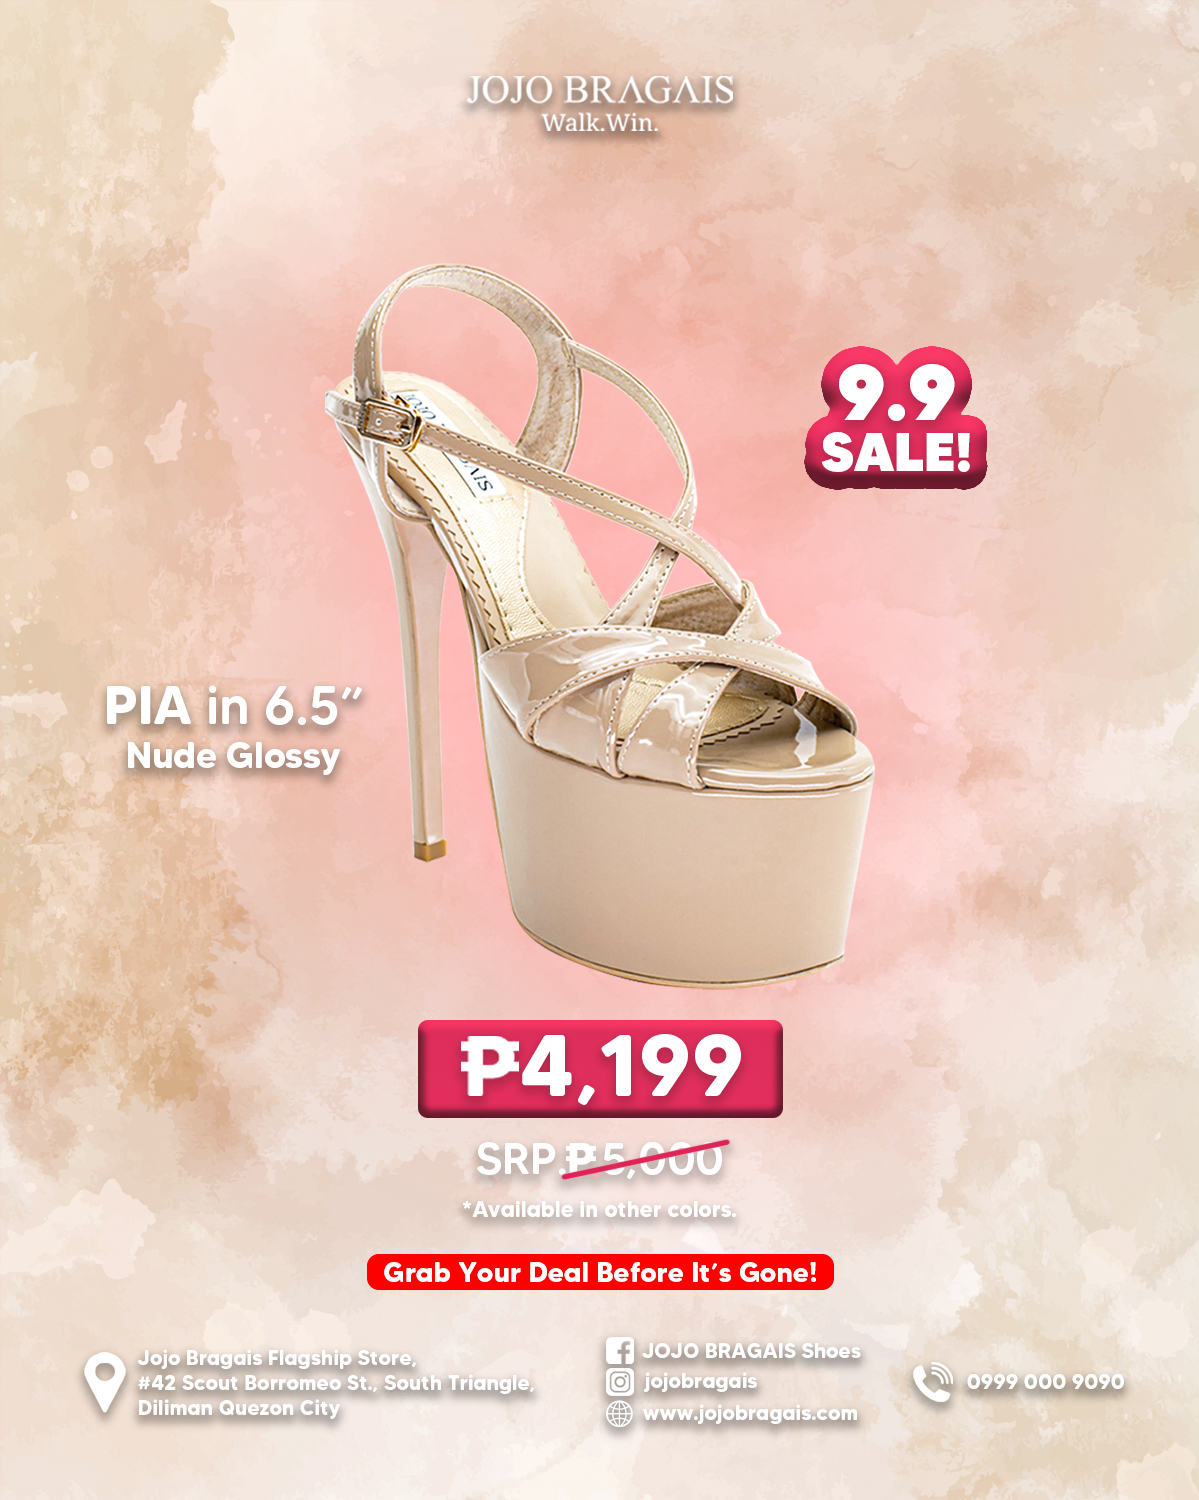 JOJO BRAGAIS
Walk.Win.
JOJO
9.9
SALE!
PIA in 6.5”
Nude Glossy
₱4,199
SRP.₱5,000
*Available in other colors.
Grab Your Deal Before It’s Gone!
Jojo Bragais Flagship Store,
#42 Scout Borromeo St., South Triangle,
Diliman Quezon City
JOJO BRAGAIS Shoes
jojobragais
www.jojobragais.com
0999 000 9090